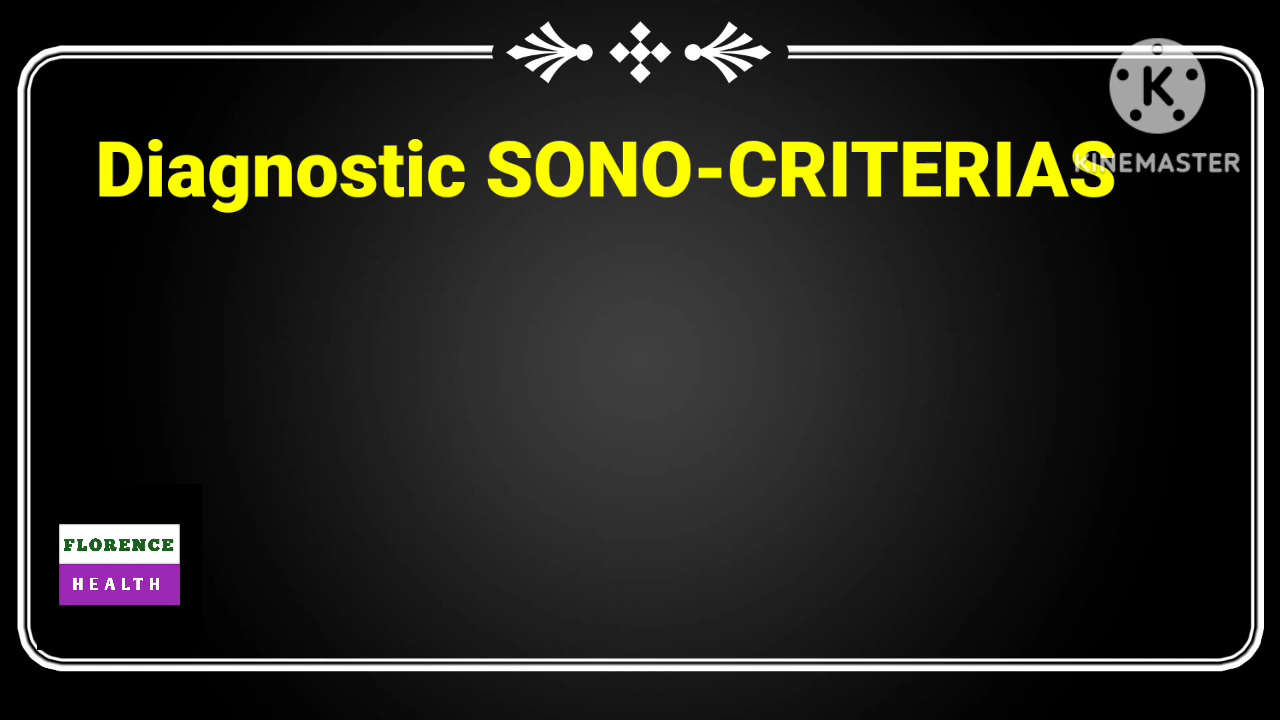 Diagnostic SONO-CRITERIAS
K
KINEMASTER
FLORENCE
HEALTH